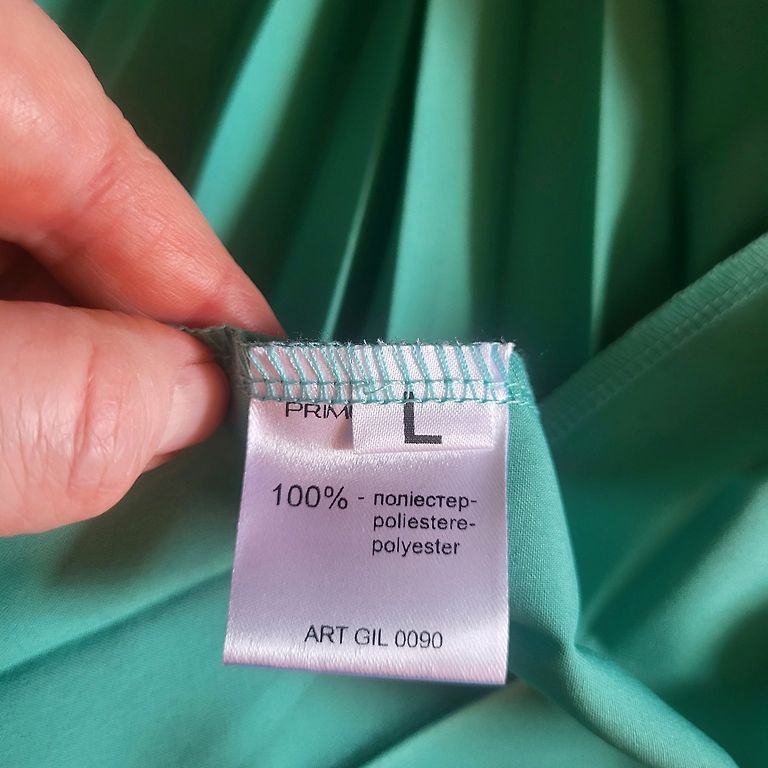 L
100% - поліестер-
poliestere-
polyester
ART GIL 0090